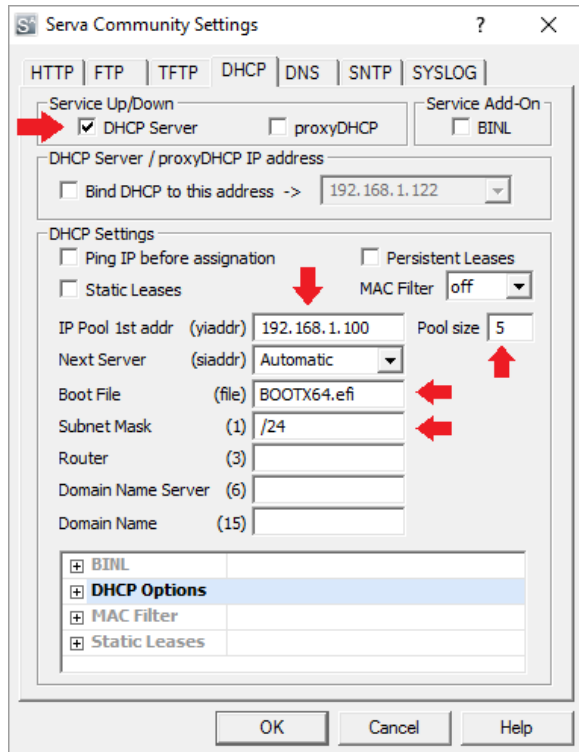 Serva Community Settings ? ×
HTTP FTP TFTP DHCP DNS SNTP SYSLOG
Service Up/Down Service Add-On
DHCP Server proxyDHCP BINL
DHCP Server / proxyDHCP IP address
Bind DHCP to this address -> 192.168.1.122
DHCP Settings
Ping IP before assignation Persistent Leases
Static Leases MAC Filter off
IP Pool 1st addr (yiaddr) 192.168.1.100 Pool size 5
Next Server (siaddr) Automatic
Boot File (file) BOOTX64.efi
Subnet Mask (1) /24
Router (3)
Domain Name Server (6)
Domain Name (15)
BINL
DHCP Options
MAC Filter
Static Leases
OK Cancel Help